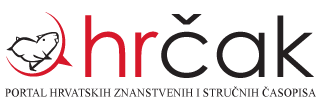 hrčak
PORTAL HRVATSKIH ZNANSTVENIH I STRUČNIH ČASOPISA